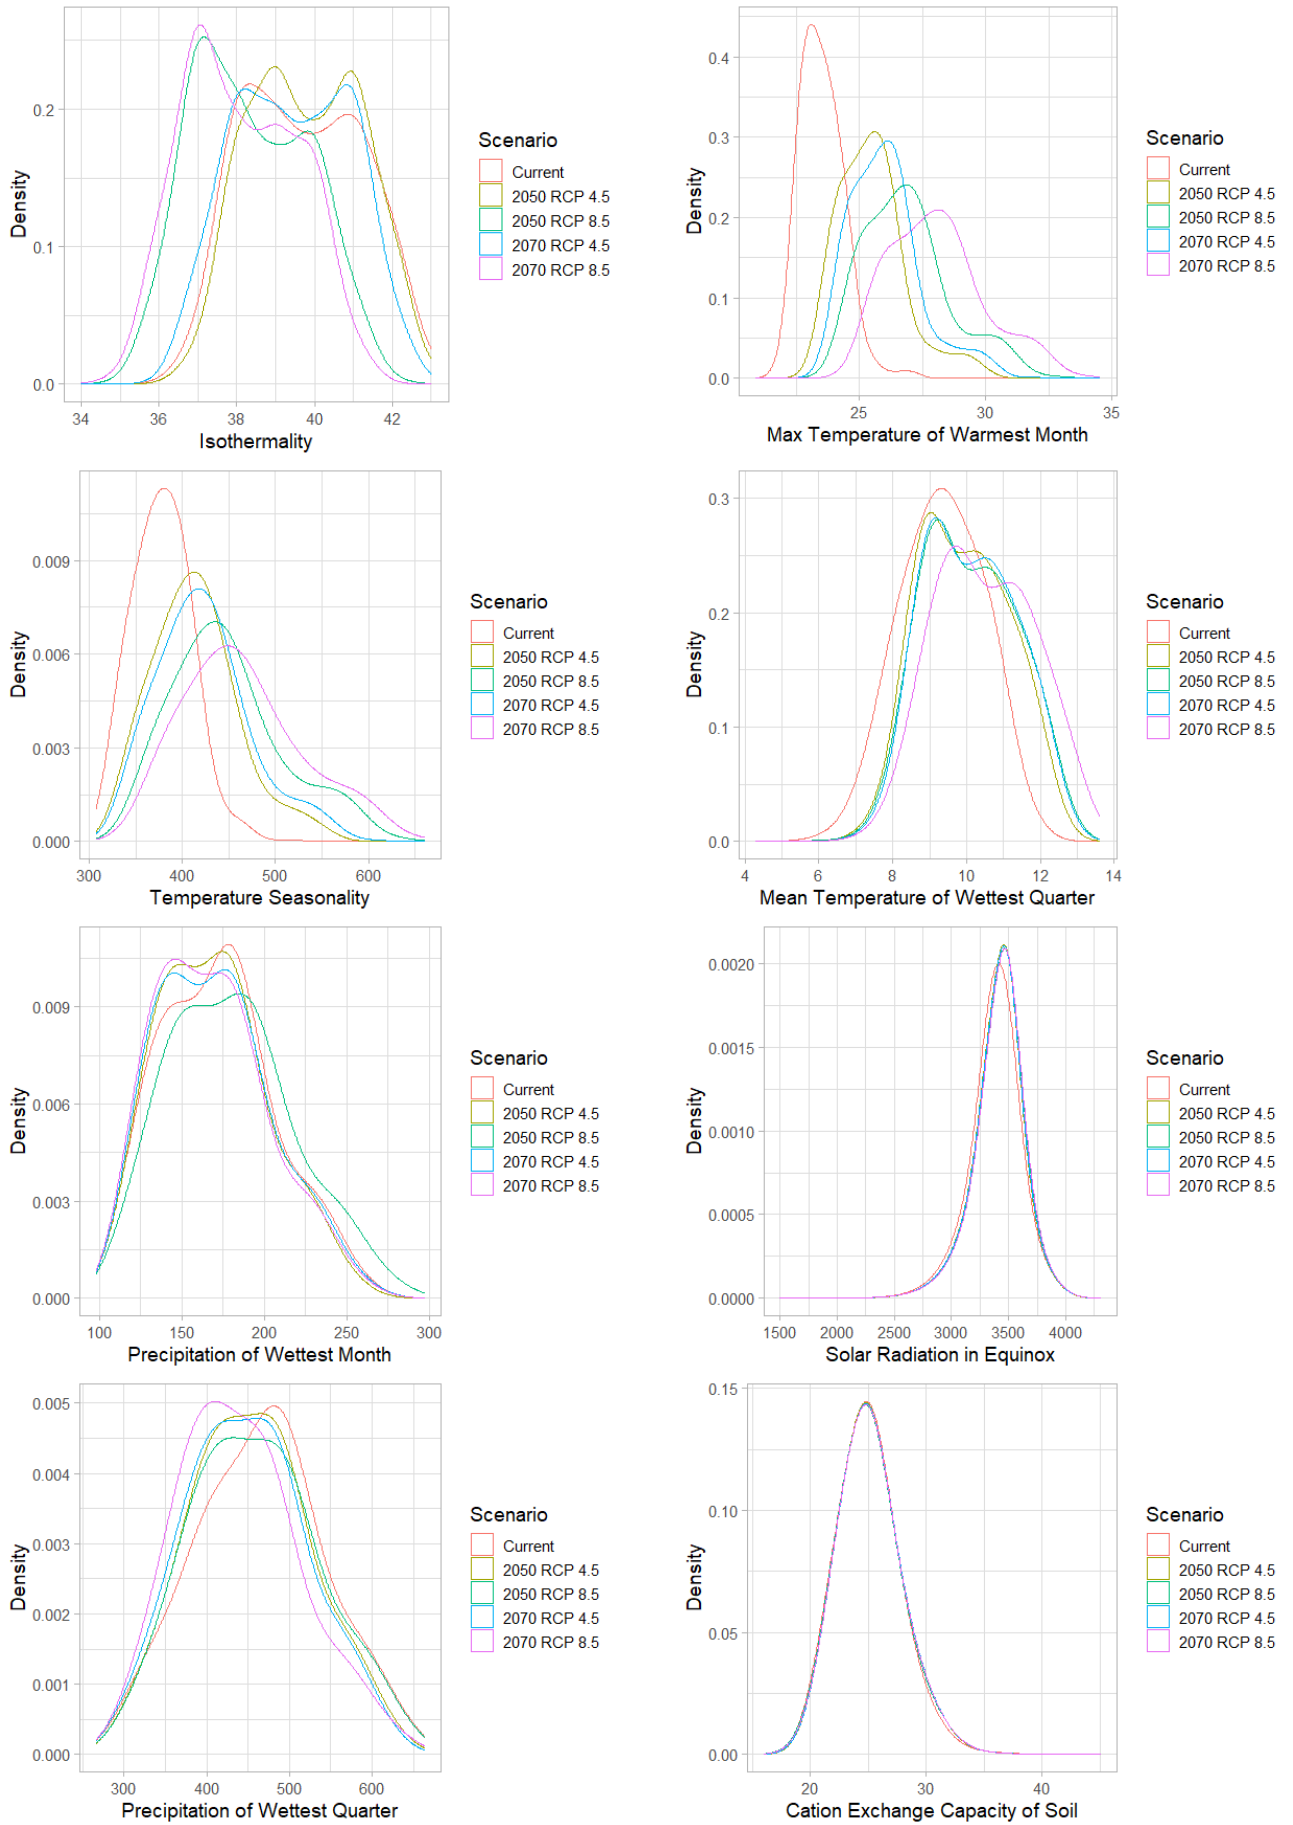 Density
0.2
0.1
0.0
34 36 38 40 42
Isothermality
Scenario
Current
2050 RCP 4.5
2050 RCP 8.5
2070 RCP 4.5
2070 RCP 8.5
Density
0.4
0.3
0.2
0.1
0.0
25 30 35
Max Temperature of Warmest Month
Scenario
Current
2050 RCP 4.5
2050 RCP 8.5
2070 RCP 4.5
2070 RCP 8.5
Density
0.009
0.006
0.003
0.000
300 400 500 600
Temperature Seasonality
Scenario
Current
2050 RCP 4.5
2050 RCP 8.5
2070 RCP 4.5
2070 RCP 8.5
Density
0.3
0.2
0.1
0.0
4 6 8 10 12 14
Mean Temperature of Wettest Quarter
Scenario
Current
2050 RCP 4.5
2050 RCP 8.5
2070 RCP 4.5
2070 RCP 8.5
Density
0.009
0.006
0.003
0.000
100 150 200 250 300
Precipitation of Wettest Month
Scenario
Current
2050 RCP 4.5
2050 RCP 8.5
2070 RCP 4.5
2070 RCP 8.5
Density
0.0020
0.0015
0.0010
0.0005
0.0000
1500 2000 2500 3000 3500 4000
Solar Radiation in Equinox
Scenario
Current
2050 RCP 4.5
2050 RCP 8.5
2070 RCP 4.5
2070 RCP 8.5
Density
0.005
0.004
0.003
0.002
0.001
0.000
300 400 500 600
Precipitation of Wettest Quarter
Scenario
Current
2050 RCP 4.5
2050 RCP 8.5
2070 RCP 4.5
2070 RCP 8.5
Density
0.15
0.10
0.05
0.00
20 30 40
Cation Exchange Capacity of Soil
Scenario
Current
2050 RCP 4.5
2050 RCP 8.5
2070 RCP 4.5
2070 RCP 8.5